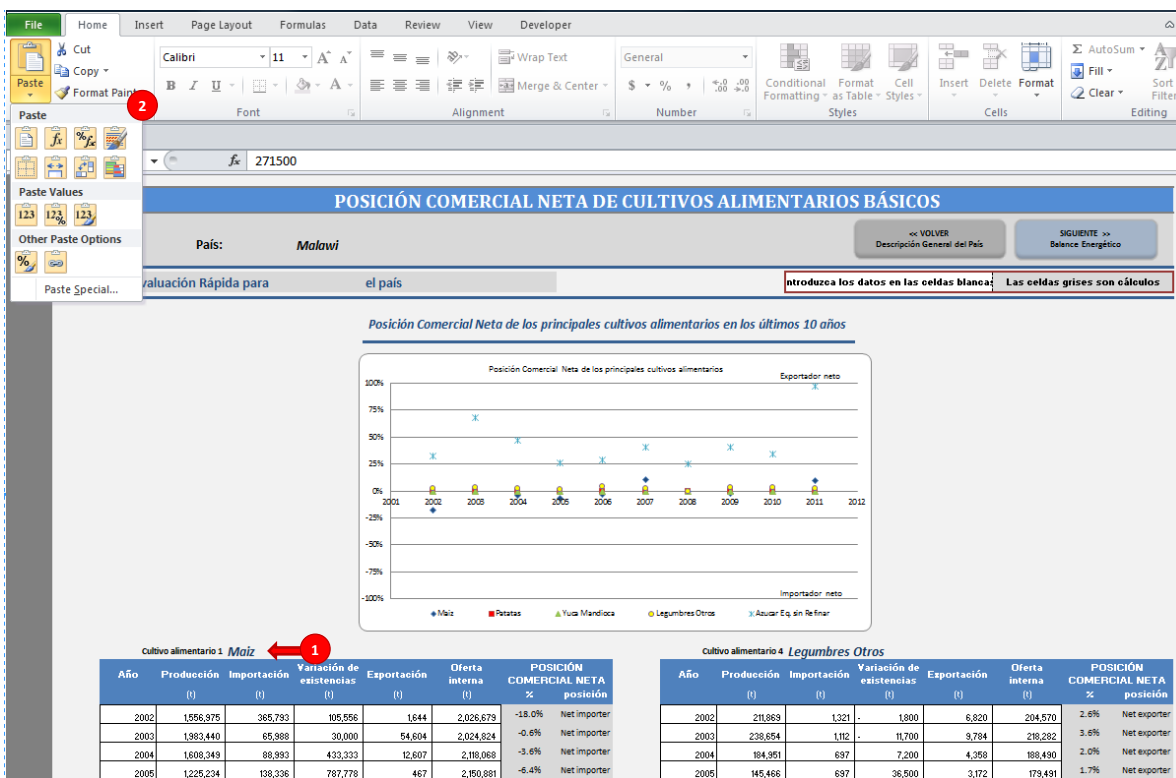 File Home Insert Page Layout Formulas Data Review View Developer
Cut
Copy
Format Paint
Paste
Calibri 11
B I U
Wrap Text
Merge & Center
General
$ % ,
Conditional Formatting
Format as Table
Cell Styles
Insert Delete Format
AutoSum
Fill
Clear
Sort
Filter
Font Alignment Number Styles Cells Editing
2
Paste
Paste Values
Other Paste Options
Paste Special...
fx 271500
POSICIÓN COMERCIAL NETA DE CULTIVOS ALIMENTARIOS BÁSICOS
País: Malawi
<< VOLVER
Descripción General del País
SIGUIENTE >>
Balance Energético
valuación Rápida para el país
ntroduzca los datos en las celdas blancas
Las celdas grises son cálculos
Posición Comercial Neta de los principales cultivos alimentarios en los últimos 10 años
Posición Comercial Neta de los principales cultivos alimentarios
Exportador neto
100%
75%
50%
25%
0%
2001 2002 2003 2004 2005 2006 2007 2008 2009 2010 2011 2012
-25%
-50%
-75%
-100%
Importador neto
Maiz Patatas Yuca Mandioca Legumbres Otros Azucar Eq. sin Refinar
Cultivo alimentario 1 Maiz
1
Año Producción (t) Importación (t) Variación de existencias (t) Exportación (t) Oferta interna (t) POSICIÓN COMERCIAL NETA % posición
2002 1,556,975 365,793 105,556 1,644 2,026,679 -18.0% Net importer
2003 1,983,440 65,988 30,000 54,604 2,024,824 -0.6% Net importer
2004 1,608,349 88,993 433,333 12,607 2,118,068 -3.6% Net importer
2005 1,225,234 138,336 787,778 467 2,150,881 -6.4% Net importer
Cultivo alimentario 4 Legumbres Otros
Año Producción (t) Importación (t) Variación de existencias (t) Exportación (t) Oferta interna (t) POSICIÓN COMERCIAL NETA % posición
2002 211,869 1,321 - 1,800 6,820 204,570 2.6% Net exporter
2003 238,654 1,112 - 11,700 9,784 218,282 3.6% Net exporter
2004 184,951 697 7,200 4,358 188,490 2.0% Net exporter
2005 145,466 697 36,500 3,172 179,491 1.7% Net exporter